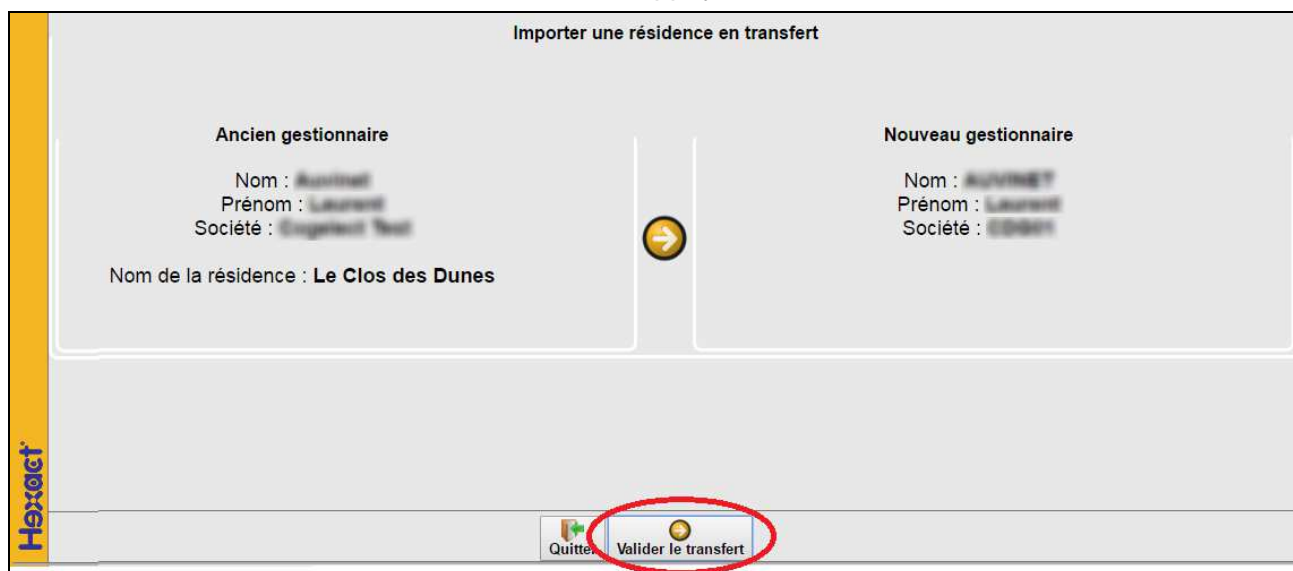 Importer une résidence en transfert
Ancien gestionnaire
Nom :
Prénom :
Société :
Nom de la résidence : Le Clos des Dunes
Nouveau gestionnaire
Nom :
Prénom :
Société :
Hexact
Quitter
Valider le transfert